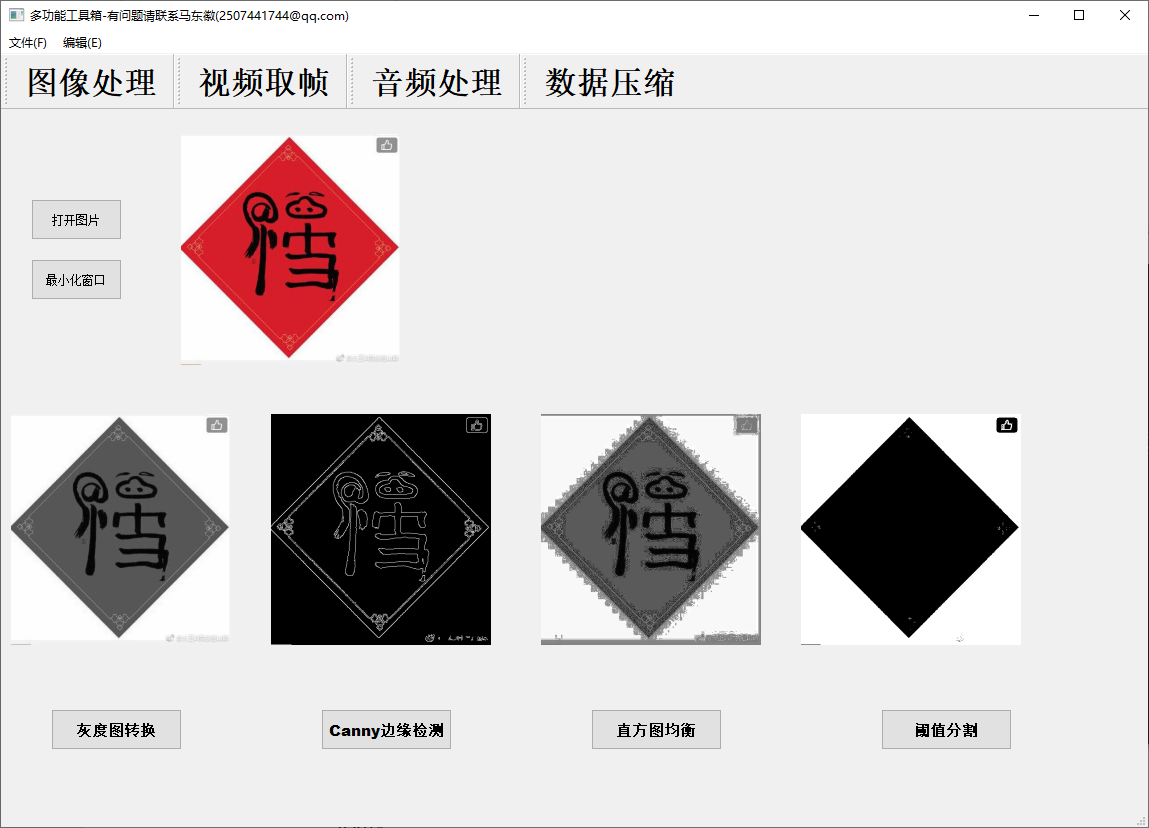 多功能工具箱-有问题请联系马东徽(2507441744@qq.com)
文件(F) 编辑(E)
图像处理 视频取帧 音频处理 数据压缩
打开图片
最小化窗口
灰度图转换 Canny边缘检测 直方图均衡 阈值分割